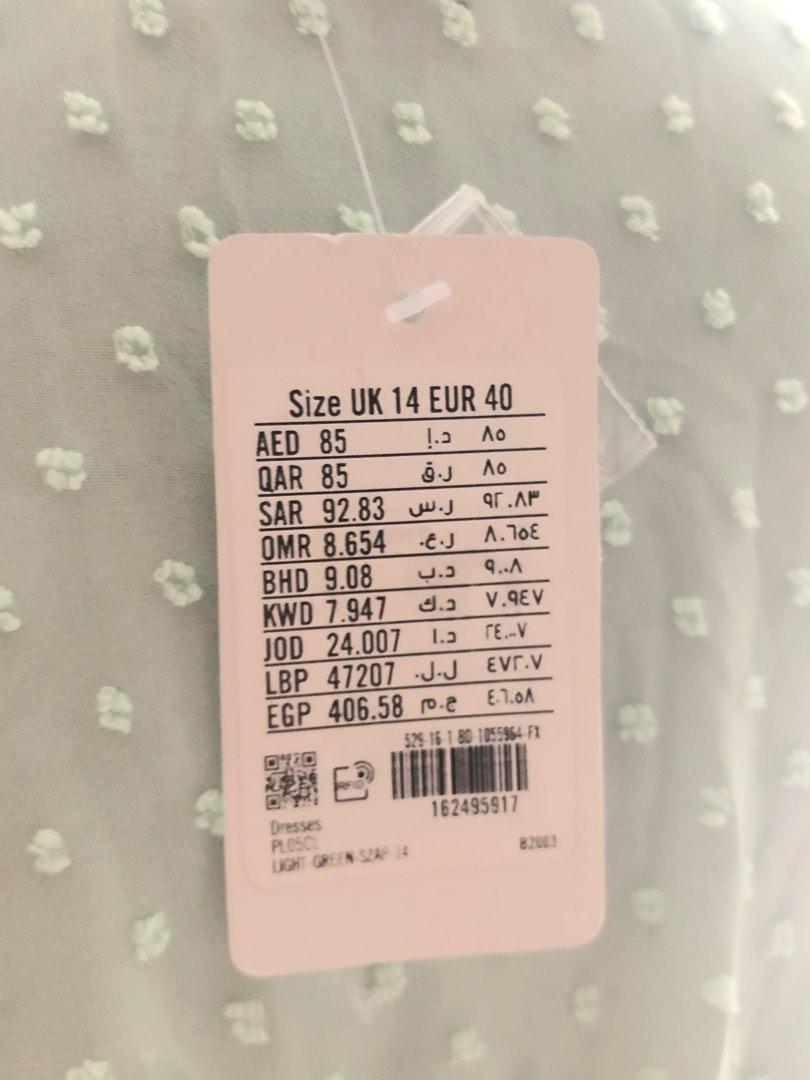 Size UK 14 EUR 40
AED 85 د.إ ٨٥
QAR 85 ر.ق ٨٥
SAR 92.83 ر.س ٩٢.٨٣
OMR 8.654 ر.ع. ٨.٦٥٤
BHD 9.08 د.ب ٩.٠٨
KWD 7.947 د.ك ٧.٩٤٧
JOD 24.007 د.ا ٢٤.٠٠٧
LBP 47207 ل.ل. ٤٧٢٠٧
EGP 406.58 ج.م ٤٠٦.٥٨
529-16-1-BD-1055964-FX
RFID
162495917
Dresses
PL05CL
B2003
LIGHT-GREEN-SZAP-14